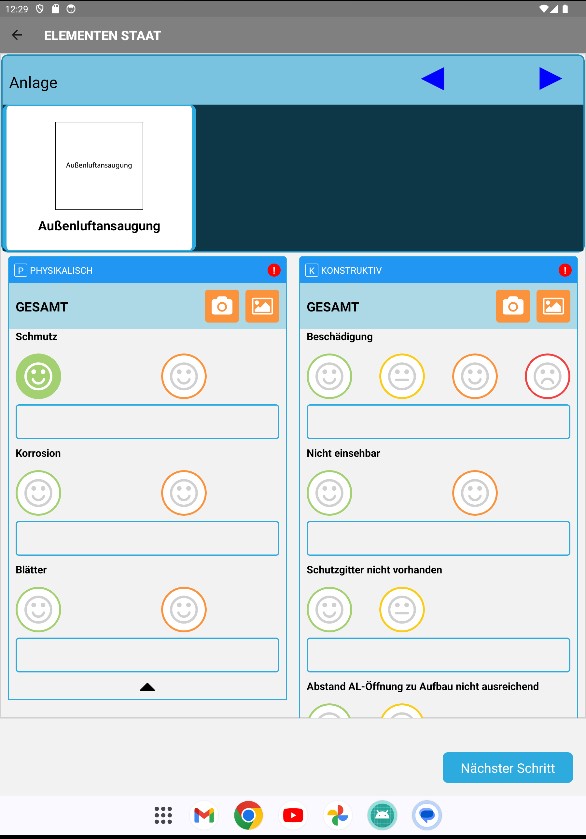 12:29
ELEMENTEN STAAT
Anlage
Außenluftansaugung
Außenluftansaugung
P PHYSIKALISCH !
GESAMT
Schmutz
Korrosion
Blätter
K KONSTRUKTIV !
GESAMT
Beschädigung
Nicht einsehbar
Schutzgitter nicht vorhanden
Abstand AL-Öffnung zu Aufbau nicht ausreichend
Nächster Schritt